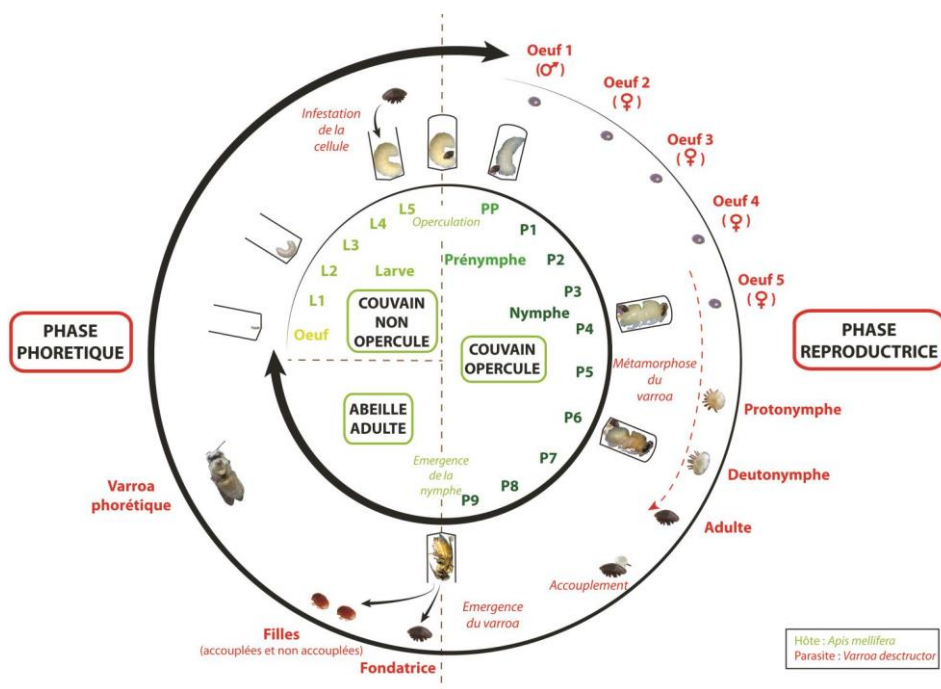 Oeuf 1
(♂)
Oeuf 2
(♀)
Oeuf 3
(♀)
Oeuf 4
(♀)
Oeuf 5
(♀)
Infestation
de la
cellule
L5
L4
L3
L2
L1
Oeuf
Larve
Operculation
PP
Prénymphe
P1
P2
P3
Nymphe
P4
P5
P6
P7
P8
P9
COUVAIN
NON
OPERCULE
COUVAIN
OPERCULE
ABEILLE
ADULTE
Emergence
de la
nymphe
PHASE
PHORETIQUE
PHASE
REPRODUCTRICE
Métamorphose
du
varroa
Protonymphe
Deutonymphe
Adulte
Accouplement
Varroa
phorétique
Emergence
du varroa
Filles
(accouplées et non accouplées)
Fondatrice
Hôte : Apis mellifera
Parasite : Varroa desctructor